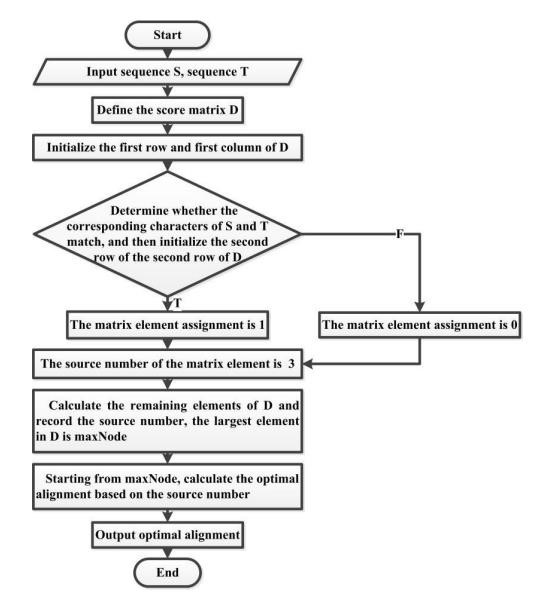 Start
Input sequence S, sequence T
Define the score matrix D
Initialize the first row and first column of D
Determine whether the
corresponding characters of S and T
match, and then initialize the second
row of the second row of D
F
T
The matrix element assignment is 1
The matrix element assignment is 0
The source number of the matrix element is 3
Calculate the remaining elements of D and
record the source number, the largest element
in D is maxNode
Starting from maxNode, calculate the optimal
alignment based on the source number
Output optimal alignment
End